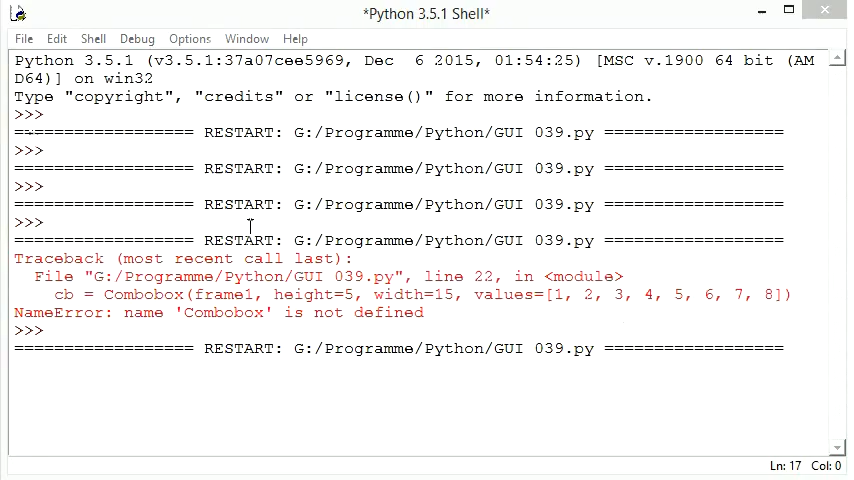 *Python 3.5.1 Shell*
File Edit Shell Debug Options Window Help
Python 3.5.1 (v3.5.1:37a07cee5969, Dec  6 2015, 01:54:25) [MSC v.1900 64 bit (AM
D64)] on win32
Type "copyright", "credits" or "license()" for more information.
>>>
================== RESTART: G:/Programme/Python/GUI 039.py ==================
>>>
================== RESTART: G:/Programme/Python/GUI 039.py ==================
>>>
================== RESTART: G:/Programme/Python/GUI 039.py ==================
>>>
================== RESTART: G:/Programme/Python/GUI 039.py ==================
Traceback (most recent call last):
  File "G:/Programme/Python/GUI 039.py", line 22, in <module>
    cb = Combobox(frame1, height=5, width=15, values=[1, 2, 3, 4, 5, 6, 7, 8])
NameError: name 'Combobox' is not defined
>>>
================== RESTART: G:/Programme/Python/GUI 039.py ==================
Ln: 17 Col: 0